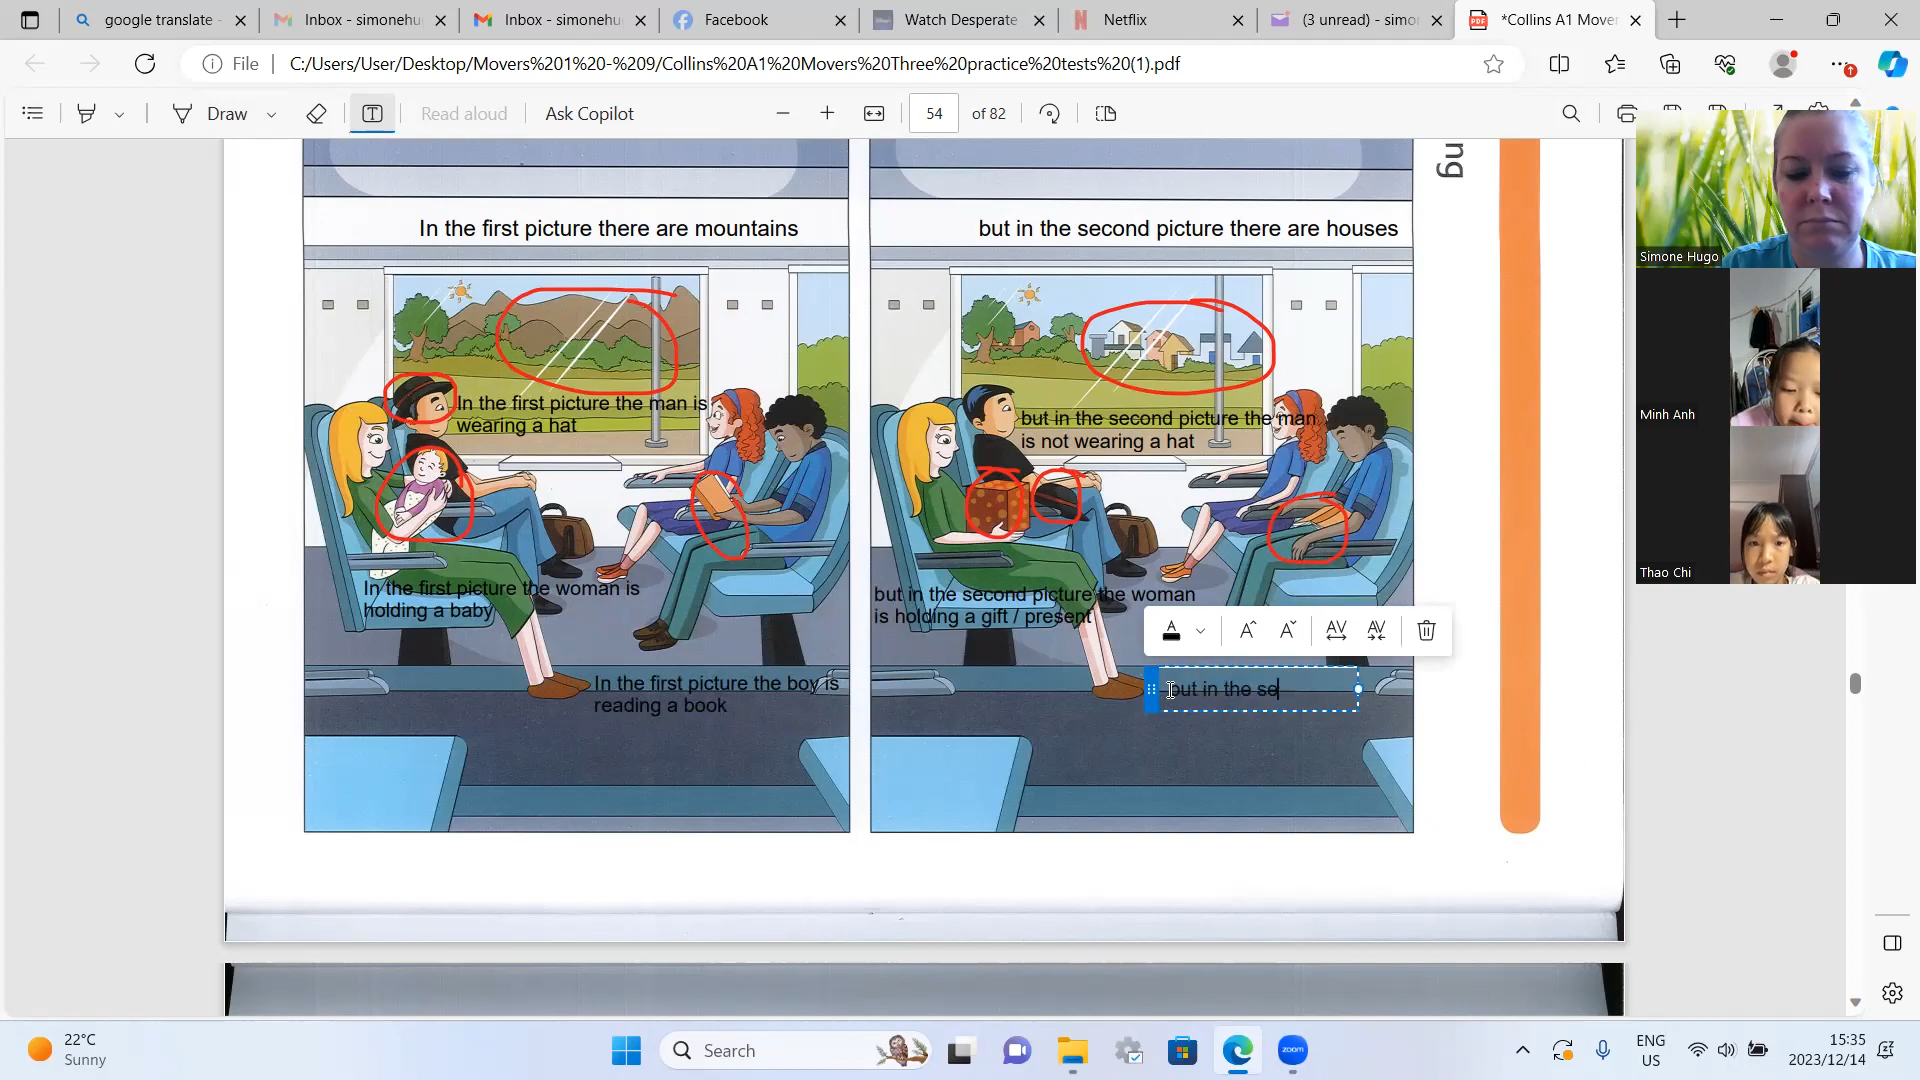 google translate -
Inbox - simonehu
Inbox - simonehu
Facebook
Watch Desperate
Netflix
(3 unread) - simo
*Collins A1 Mover
File
C:/Users/User/Desktop/Movers%201%20-%209/Collins%20A1%20Movers%20Three%20practice%20tests%20(1).pdf
Draw
Read aloud
Ask Copilot
54
of 82
ng
In the first picture there are mountains
but in the second picture there are houses
In the first picture the man is
wearing a hat
but in the second picture the man
is not wearing a hat
In the first picture the woman is
holding a baby
but in the second picture the woman
is holding a gift / present
In the first picture the boy is
reading a book
but in the se
Simone Hugo
Minh Anh
Thao Chi
22°C
Sunny
Search
zoom
ENG
US
15:35
2023/12/14